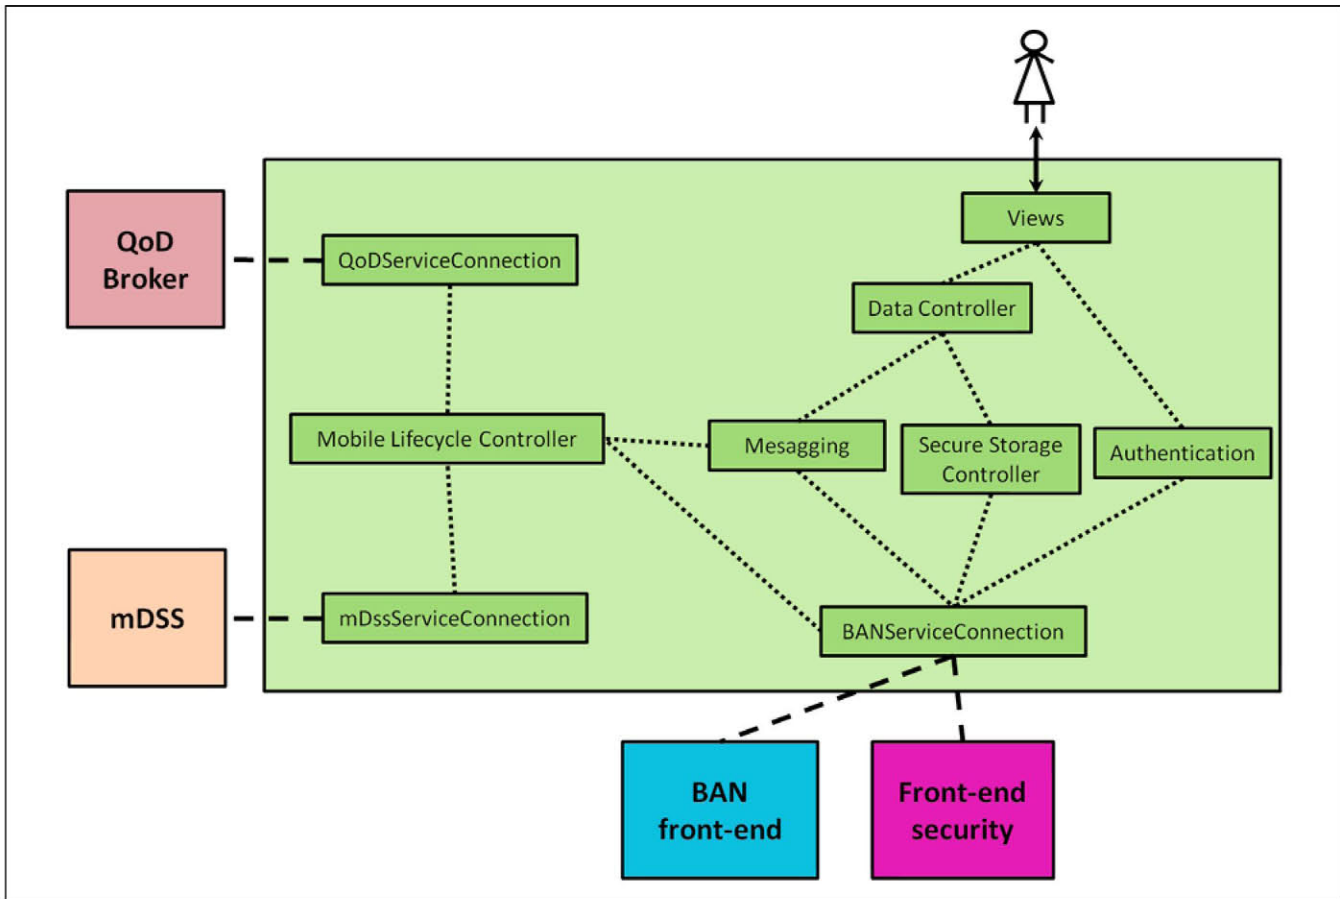 Views
QoD
Broker
QoDServiceConnection
Data Controller
Mobile Lifecycle Controller
Mesagging
Secure Storage
Controller
Authentication
mDSS
mDssServiceConnection
BANServiceConnection
BAN
front-end
Front-end
security